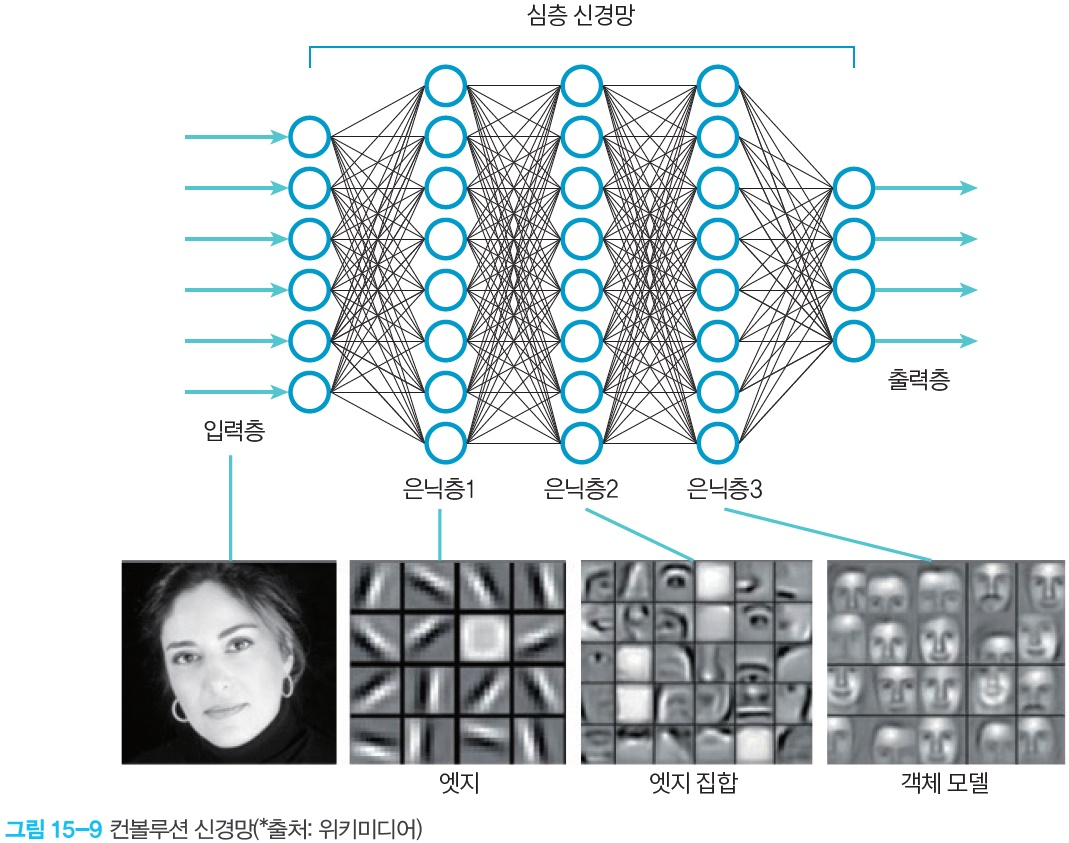 심층 신경망
출력층
입력층
은닉층1
은닉층2
은닉층3
엣지
엣지 집합
객체 모델
그림 15-9 컨볼루션 신경망(*출처: 위키미디어)